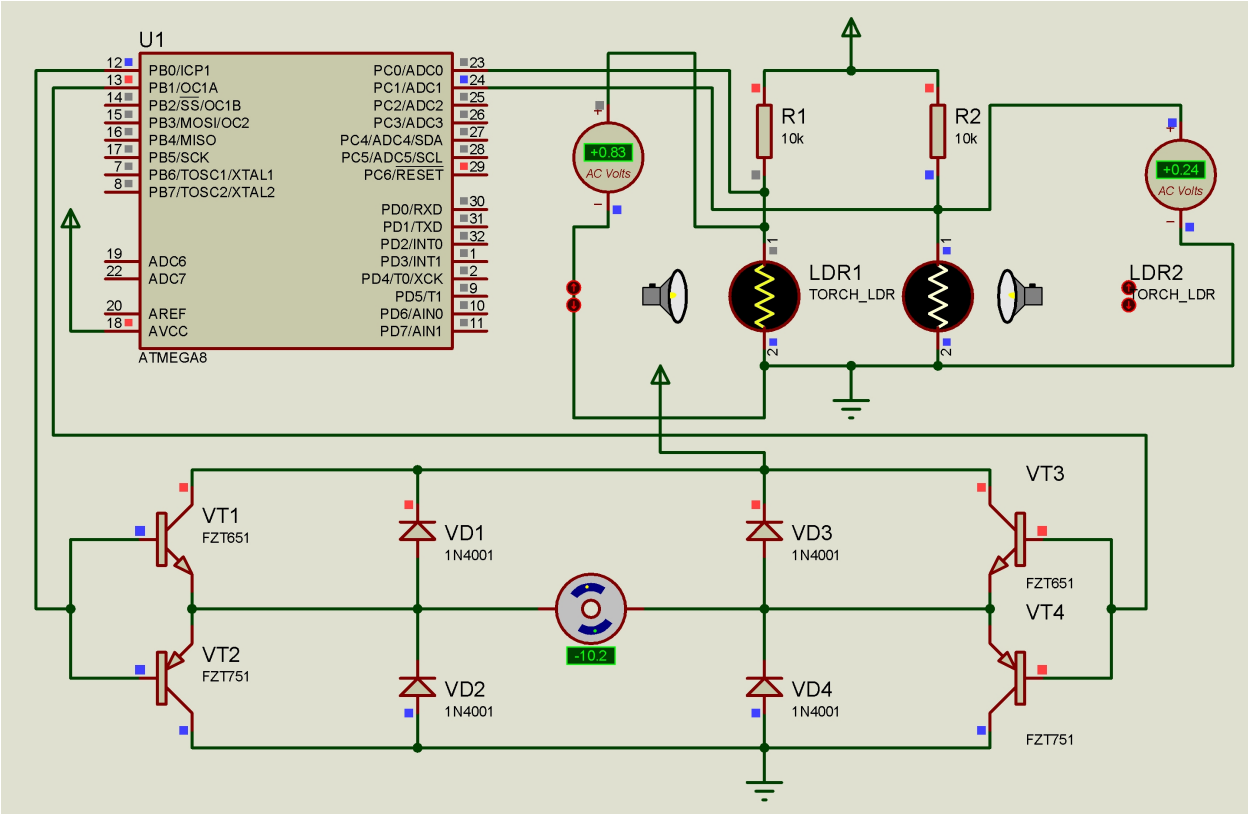 U1
12 PB0/ICP1 PC0/ADC0 23
13 PB1/OC1A PC1/ADC1 24
14 PB2/SS/OC1B PC2/ADC2 25
15 PB3/MOSI/OC2 PC3/ADC3 26
16 PB4/MISO PC4/ADC4/SDA 27
17 PB5/SCK PC5/ADC5/SCL 28
7 PB6/TOSC1/XTAL1 PC6/RESET 29
8 PB7/TOSC2/XTAL2
PD0/RXD 30
PD1/TXD 31
PD2/INT0 32
19 ADC6 PD3/INT1 1
22 ADC7 PD4/T0/XCK 2
PD5/T1 9
20 AREF PD6/AIN0 10
18 AVCC PD7/AIN1 11
ATMEGA8
+
+0.83
AC Volts
−
R1
10k
R2
10k
+
+0.24
AC Volts
−
1
LDR1
TORCH_LDR
2
1
LDR2
TORCH_LDR
2
VT1
FZT651
VT2
FZT751
VD1
1N4001
VD2
1N4001
-10.2
VD3
1N4001
VD4
1N4001
VT3
FZT651
VT4
FZT751